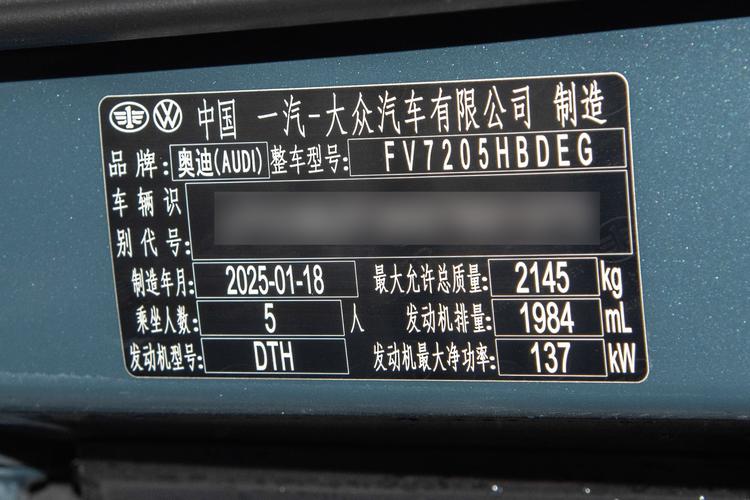 中国 一汽-大众汽车有限公司 制造
品牌: 奥迪(AUDI) 整车型号: FV7205HBDEG
车辆识
别代号:
制造年月: 2025-01-18 最大允许总质量: 2145 kg
乘坐人数: 5 人 发动机排量: 1984 mL
发动机型号: DTH 发动机最大净功率: 137 kW